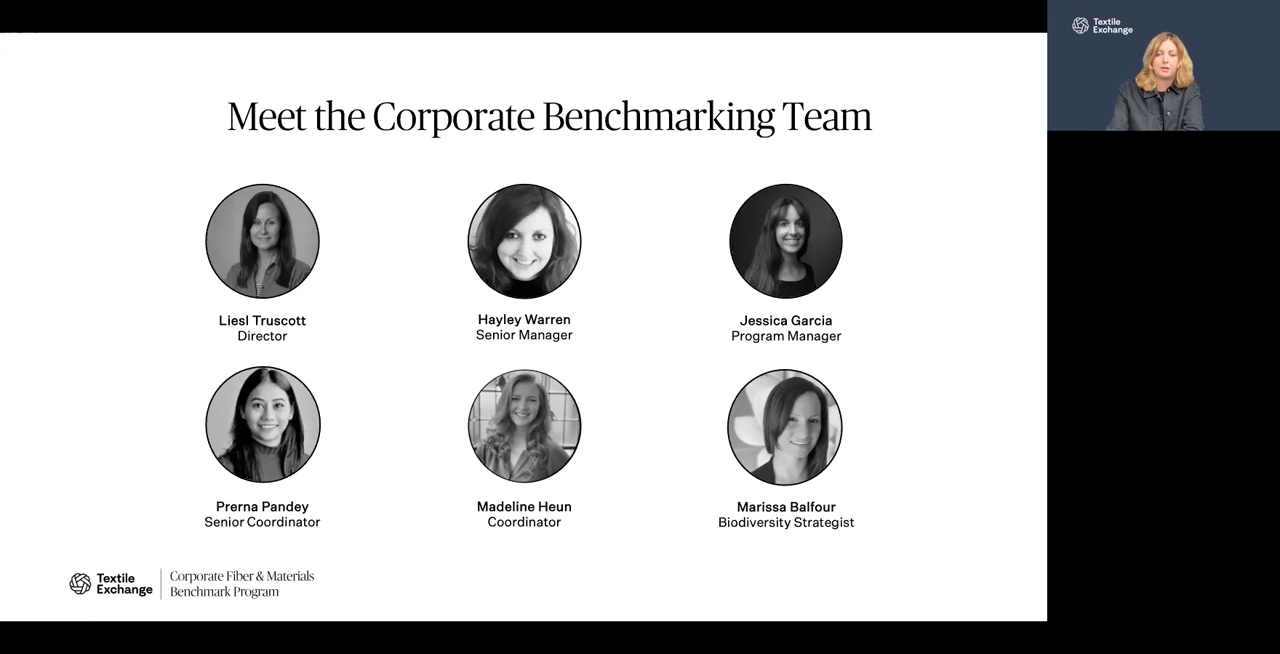 Textile
Exchange
Meet the Corporate Benchmarking Team
Liesl Truscott
Director
Hayley Warren
Senior Manager
Jessica Garcia
Program Manager
Prerna Pandey
Senior Coordinator
Madeline Heun
Coordinator
Marissa Balfour
Biodiversity Strategist
Textile
Exchange
Corporate Fiber & Materials
Benchmark Program